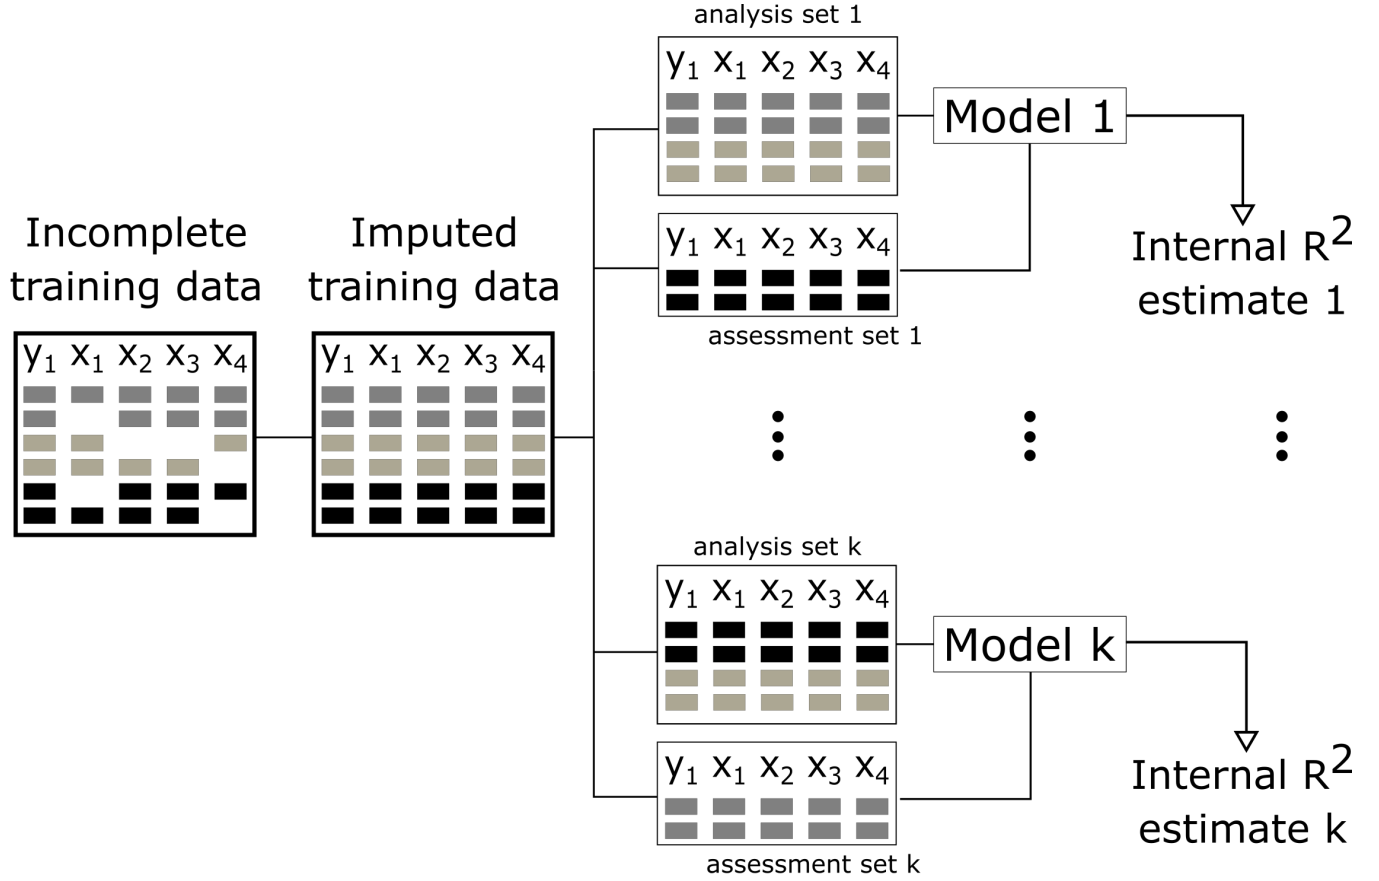 analysis set 1
y1 x1 x2 x3 x4
Model 1
Incomplete
training data
Imputed
training data
y1 x1 x2 x3 x4
Internal R2
estimate 1
assessment set 1
y1 x1 x2 x3 x4
y1 x1 x2 x3 x4
analysis set k
y1 x1 x2 x3 x4
Model k
y1 x1 x2 x3 x4
Internal R2
estimate k
assessment set k